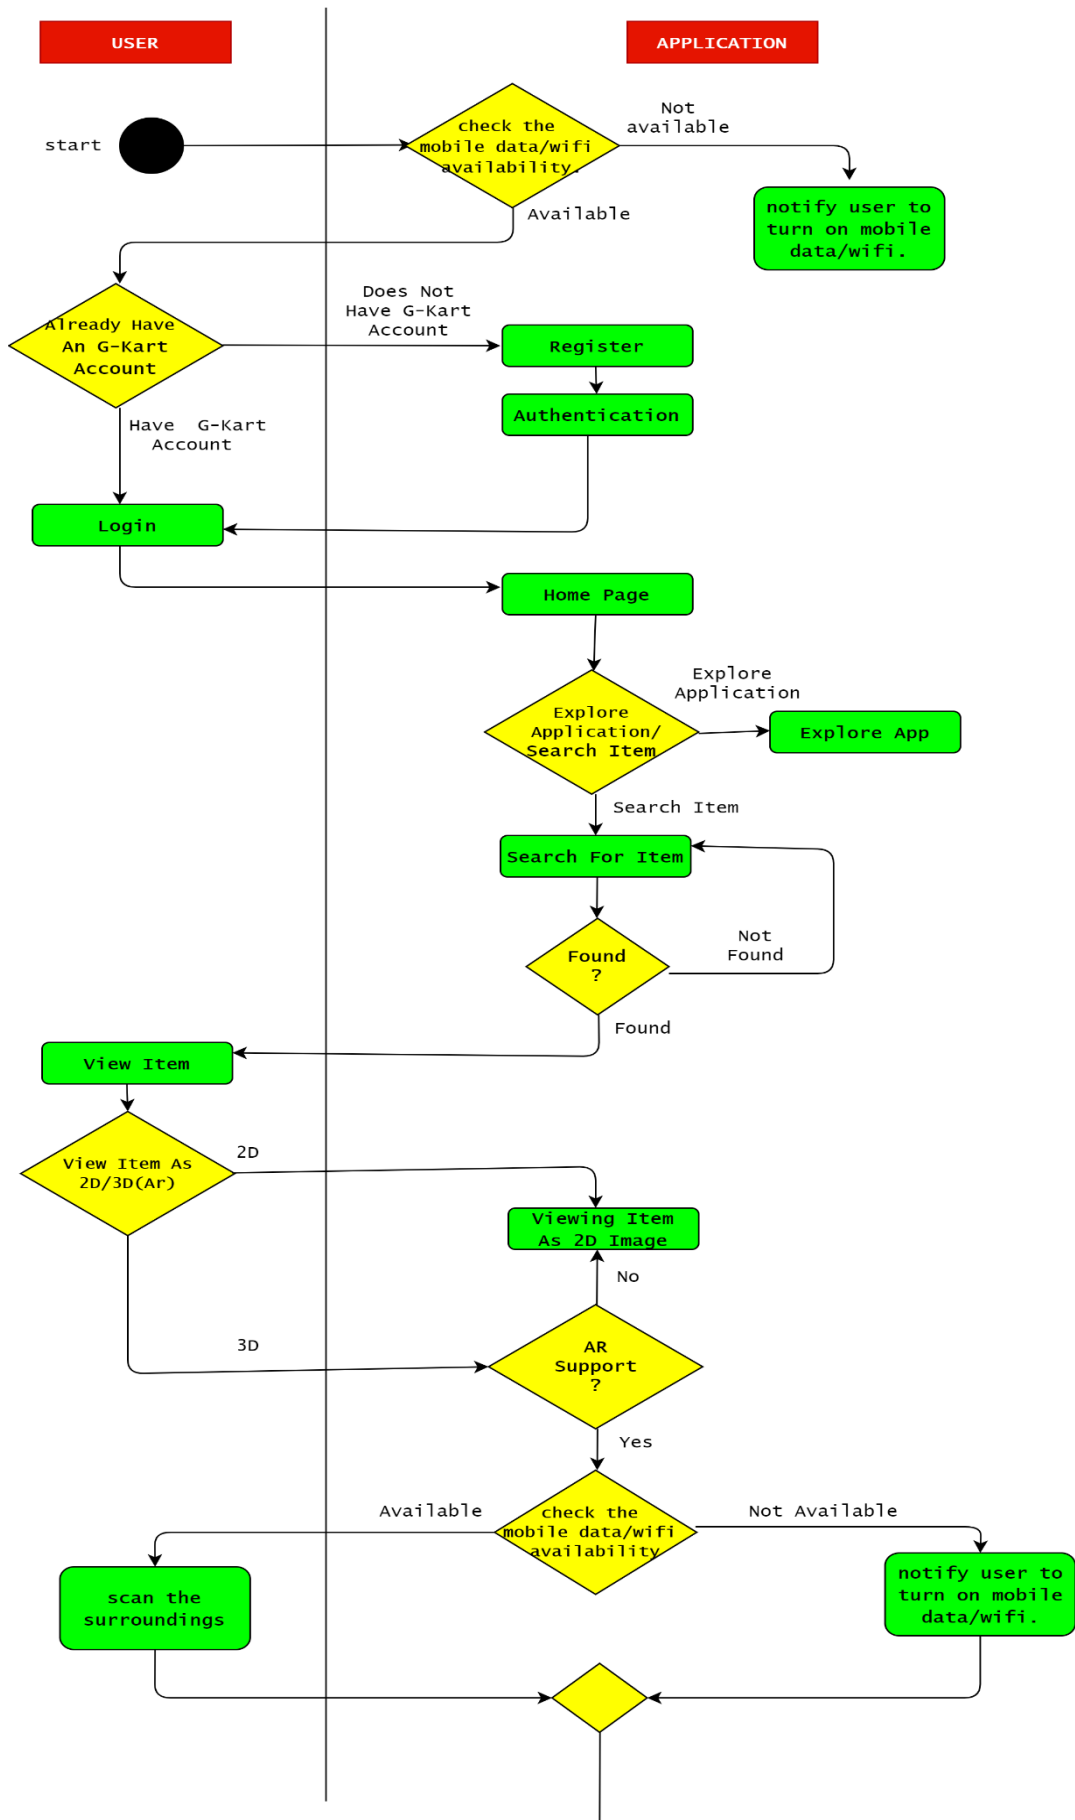 USER
APPLICATION
start
check the
mobile data/wifi
availability.
Not
available
notify user to
turn on mobile
data/wifi.
Available
Already Have
An G-Kart
Account
Does Not
Have G-Kart
Account
Register
Authentication
Have  G-Kart
Account
Login
Home Page
Explore
Application/
Search Item
Explore
Application
Explore App
Search Item
Search For Item
Found
?
Not
Found
Found
View Item
View Item As
2D/3D(Ar)
2D
Viewing Item
As 2D Image
No
3D
AR
Support
?
Yes
Available
check the
mobile data/wifi
availability
Not Available
scan the
surroundings
notify user to
turn on mobile
data/wifi.